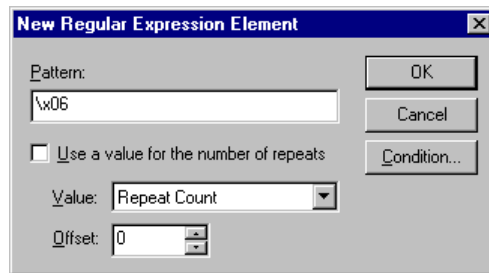 New Regular Expression Element
Pattern:
\x06
OK
Cancel
Use a value for the number of repeats
Condition...
Value: Repeat Count
Offset: 0